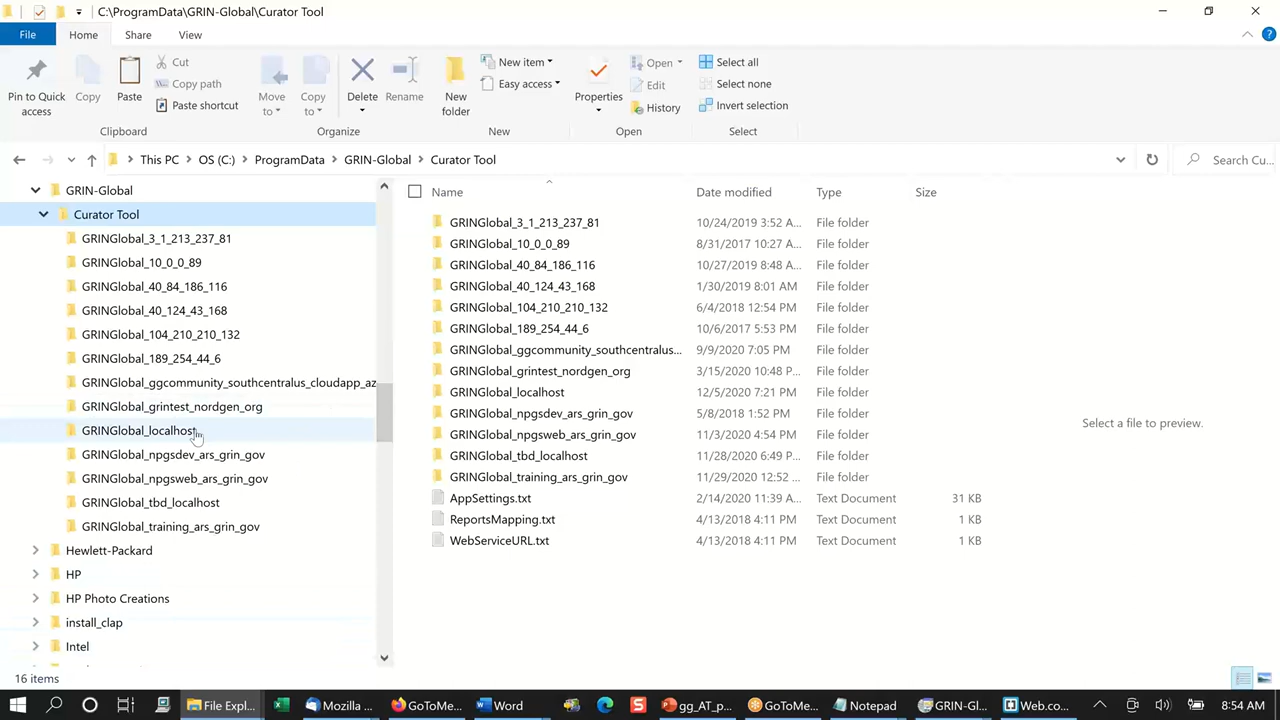 C:\ProgramData\GRIN-Global\Curator Tool
File Home Share View
Pin to Quick access
Copy
Paste
Cut
Copy path
Paste shortcut
Clipboard
Move to
Copy to
Delete
Rename
Organize
New folder
New item
Easy access
New
Properties
Open
Edit
History
Open
Select all
Select none
Invert selection
Select
This PC OS (C:) ProgramData GRIN-Global Curator Tool
Search Cu...
GRIN-Global
Curator Tool
GRINGlobal_3_1_213_237_81
GRINGlobal_10_0_0_89
GRINGlobal_40_84_186_116
GRINGlobal_40_124_43_168
GRINGlobal_104_210_210_132
GRINGlobal_189_254_44_6
GRINGlobal_ggcommunity_southcentralus_cloudapp_az
GRINGlobal_grintest_nordgen_org
GRINGlobal_localhost
GRINGlobal_npgsdev_ars_grin_gov
GRINGlobal_npgsweb_ars_grin_gov
GRINGlobal_tbd_localhost
GRINGlobal_training_ars_grin_gov
Hewlett-Packard
HP
HP Photo Creations
install_clap
Intel
Name Date modified Type Size
GRINGlobal_3_1_213_237_81 10/24/2019 3:52 A... File folder
GRINGlobal_10_0_0_89 8/31/2017 10:27 A... File folder
GRINGlobal_40_84_186_116 10/27/2019 8:48 A... File folder
GRINGlobal_40_124_43_168 1/30/2019 8:01 AM File folder
GRINGlobal_104_210_210_132 6/4/2018 12:54 PM File folder
GRINGlobal_189_254_44_6 10/6/2017 5:53 PM File folder
GRINGlobal_ggcommunity_southcentralus... 9/9/2020 7:05 PM File folder
GRINGlobal_grintest_nordgen_org 3/15/2020 10:48 P... File folder
GRINGlobal_localhost 12/5/2020 7:21 PM File folder
GRINGlobal_npgsdev_ars_grin_gov 5/8/2018 1:52 PM File folder
GRINGlobal_npgsweb_ars_grin_gov 11/3/2020 4:54 PM File folder
GRINGlobal_tbd_localhost 11/28/2020 6:49 P... File folder
GRINGlobal_training_ars_grin_gov 11/29/2020 12:52 ... File folder
AppSettings.txt 2/14/2020 11:39 A... Text Document 31 KB
ReportsMapping.txt 4/13/2018 4:11 PM Text Document 1 KB
WebServiceURL.txt 4/13/2018 4:11 PM Text Document 1 KB
Select a file to preview.
16 items
File Expl... Mozilla ... GoToMe... Word gg_AT_p... GoToMe... Notepad GRIN-Gl... Web.co... 8:54 AM